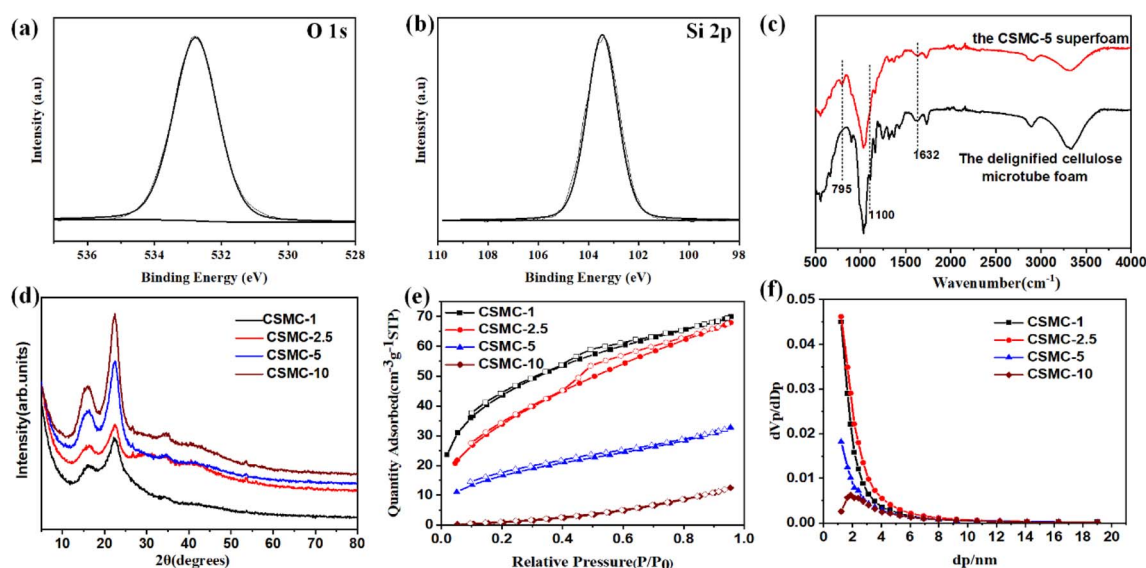 (a)
O 1s
Intensity (a.u)
536
534
532
530
528
Binding Energy (eV)
(b)
Si 2p
Intensity (a.u)
110
108
106
104
102
100
98
Binding Energy (eV)
(c)
the CSMC-5 superfoam
The delignified cellulose
microtube foam
795
1100
1632
500
1000
1500
2000
2500
3000
3500
4000
Wavenumber(cm-1)
(d)
CSMC-1
CSMC-2.5
CSMC-5
CSMC-10
Intensity(arb.units)
10
20
30
40
50
60
70
80
2θ(degrees)
(e)
CSMC-1
CSMC-2.5
CSMC-5
CSMC-10
Quantity Adsorbed(cm-3g-1STP)
70
60
50
40
30
20
10
0
0.0
0.2
0.4
0.6
0.8
1.0
Relative Pressure(P/P0)
(f)
CSMC-1
CSMC-2.5
CSMC-5
CSMC-10
dVp/dDp
0.05
0.04
0.03
0.02
0.01
0.00
0
2
4
6
8
10
12
14
16
18
20
dp/nm